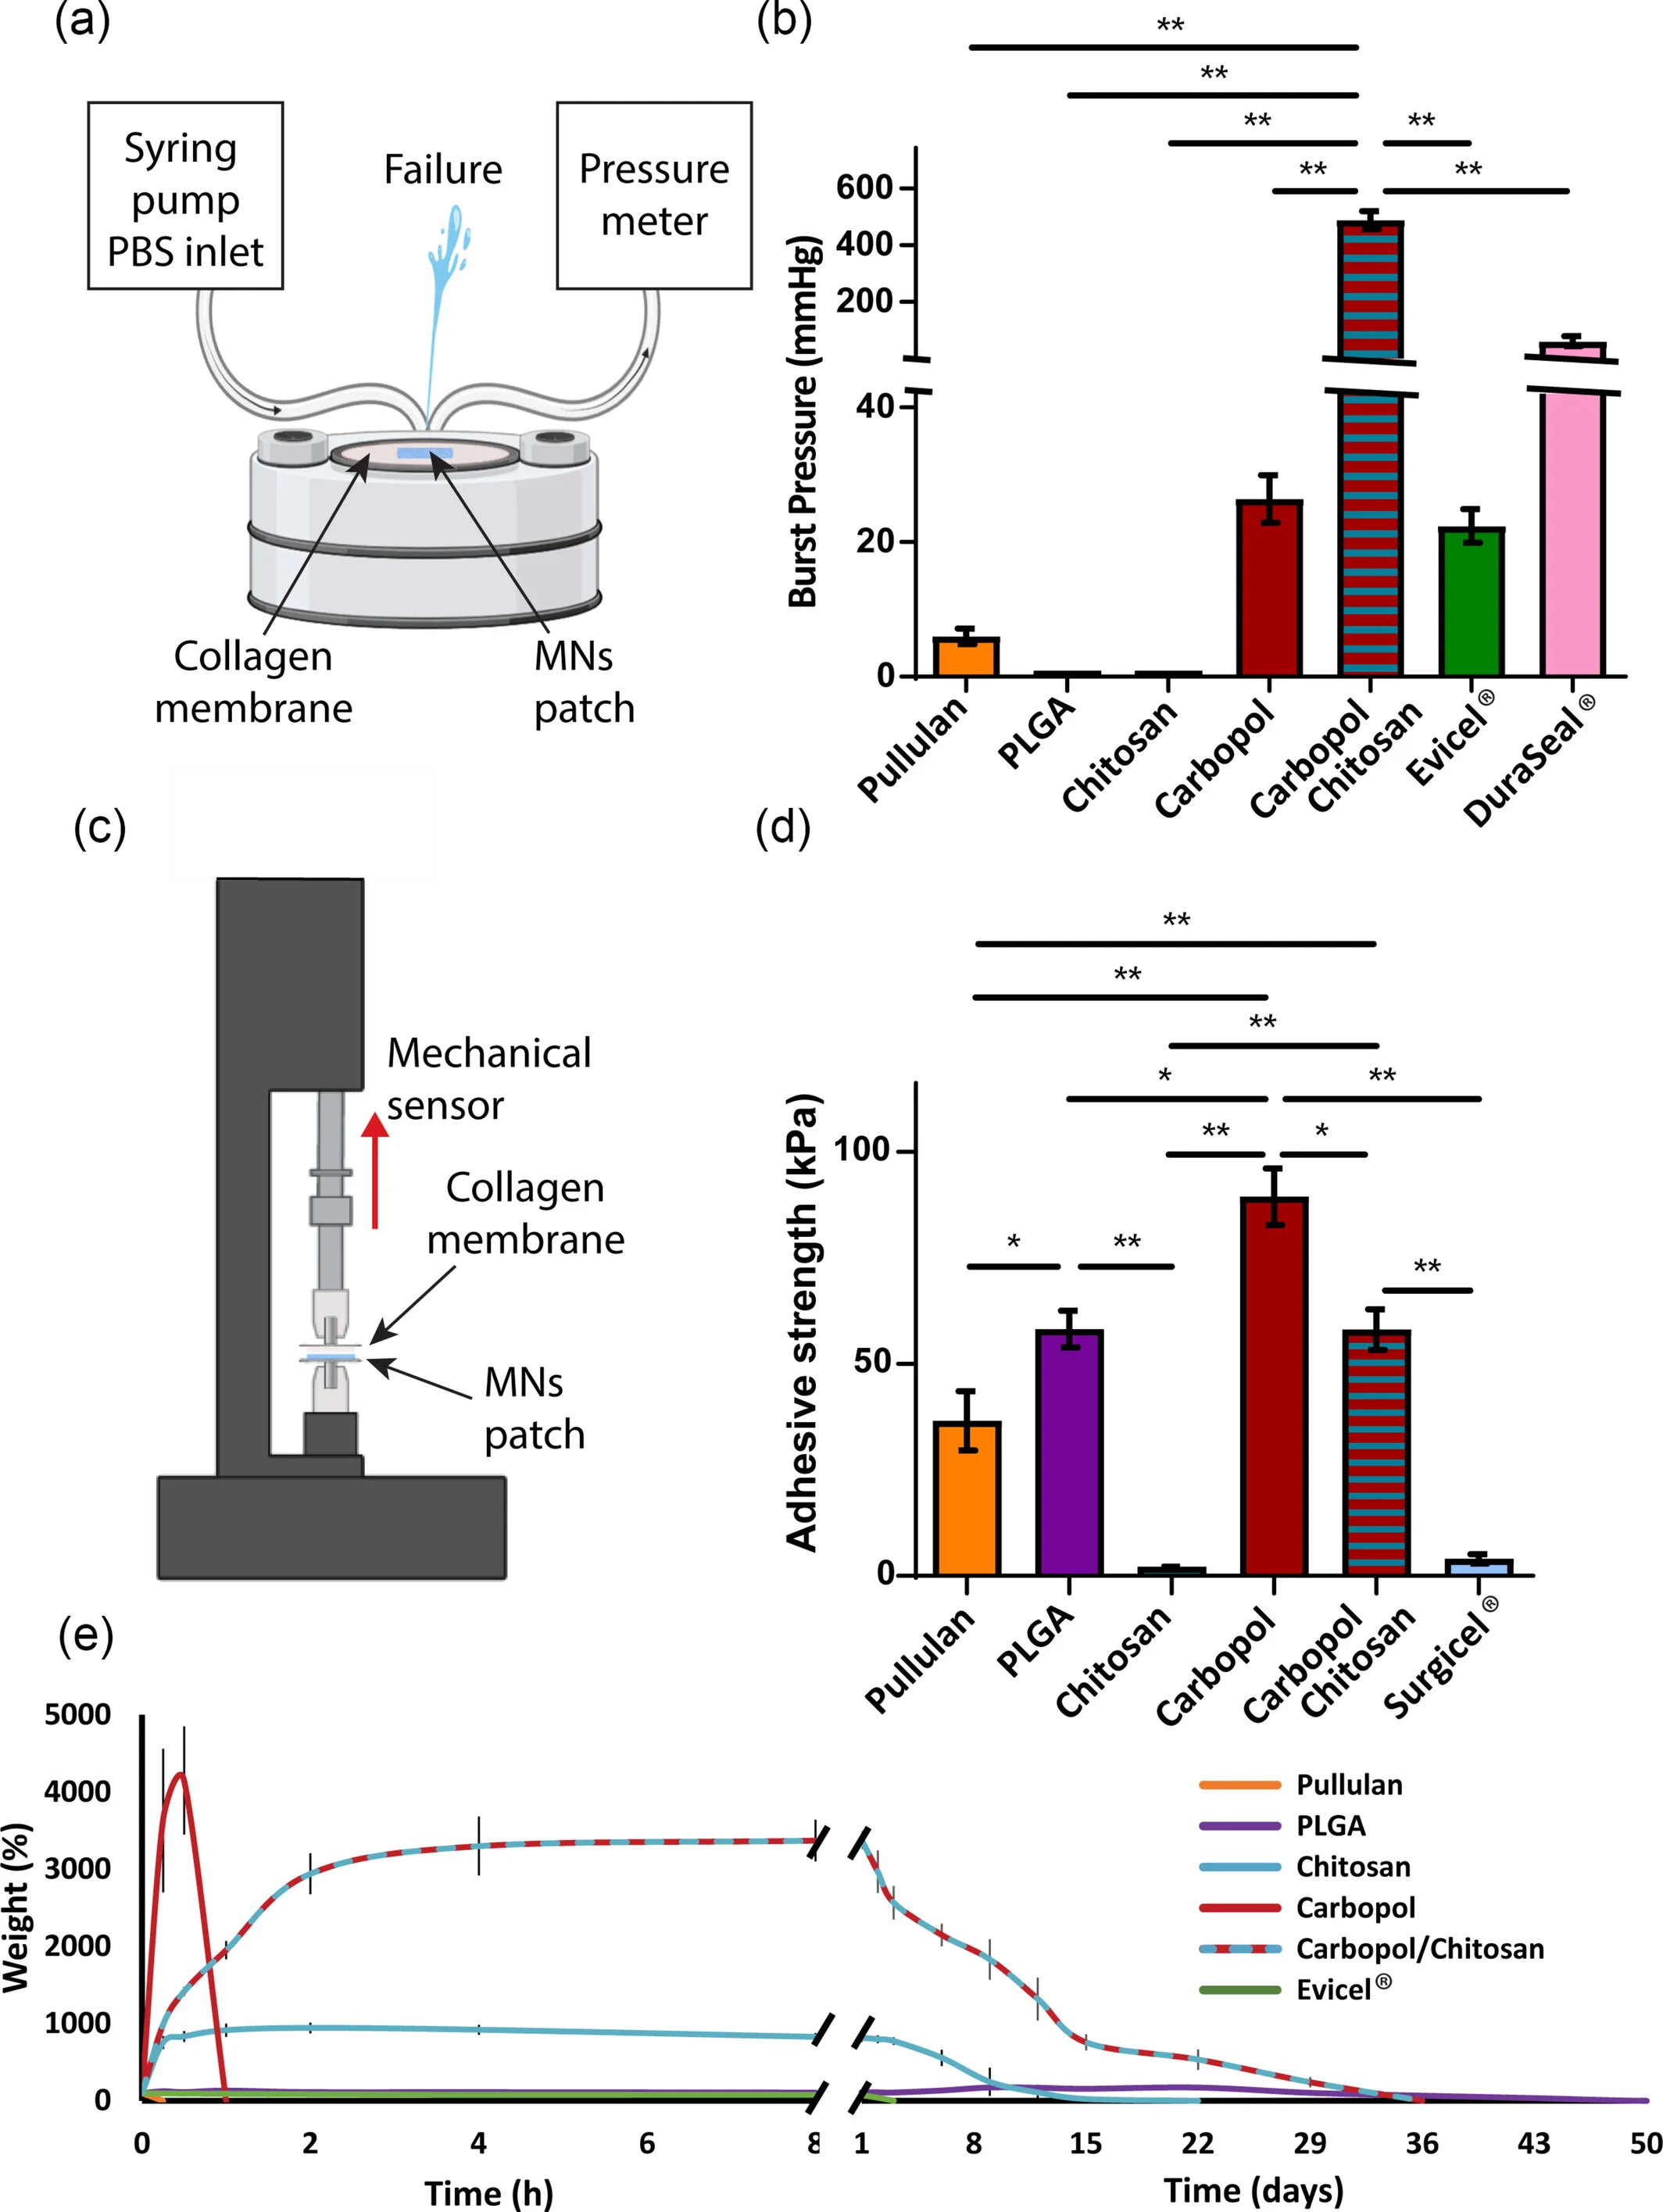 (a)
Syring
pump
PBS inlet
Failure
Pressure
meter
Collagen
membrane
MNs
patch
(b)
**
**
** **
** **
Burst Pressure (mmHg)
600
400
200
40
20
0
Pullulan
PLGA
Chitosan
Carbopol
Carbopol
Chitosan
Evicel®
DuraSeal®
(c)
Mechanical
sensor
Collagen
membrane
MNs
patch
(d)
**
**
**
* **
** *
* **
**
Adhesive strength (kPa)
100
50
0
Pullulan
PLGA
Chitosan
Carbopol
Carbopol
Chitosan
Surgicel®
(e)
Weight (%)
5000
4000
3000
2000
1000
0
0 2 4 6 8 1 8 15 22 29 36 43 50
Time (h)
Time (days)
Pullulan
PLGA
Chitosan
Carbopol
Carbopol/Chitosan
Evicel®